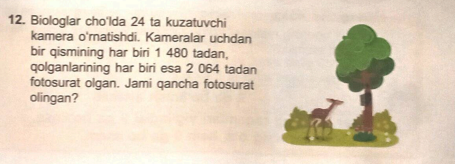 12. Biologlar cho'lda 24 ta kuzatuvchi
kamera o'rnatishdi. Kameralar uchdan
bir qismining har biri 1 480 tadan,
qolganlarining har biri esa 2 064 tadan
fotosurat olgan. Jami qancha fotosurat
olingan?